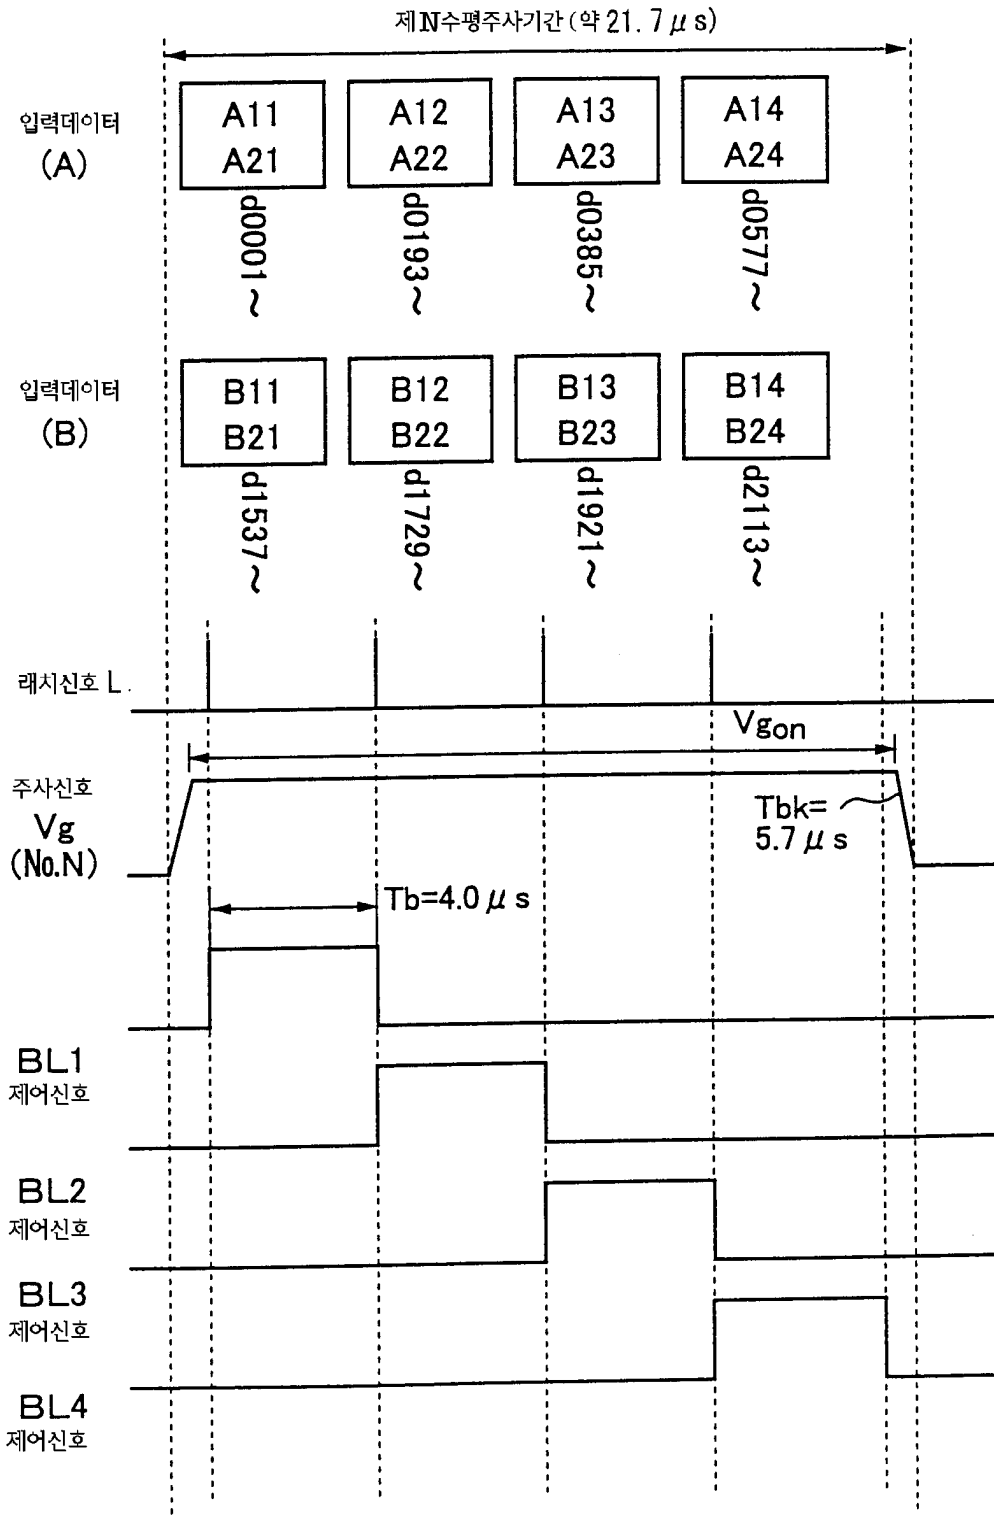 제N수평주사기간(약 21.7μs)
입력데이터
(A)
A11
A21
A12
A22
A13
A23
A14
A24
d0001~
d0193~
d0385~
d0577~
입력데이터
(B)
B11
B21
B12
B22
B13
B23
B14
B24
d1537~
d1729~
d1921~
d2113~
래치신호 L
Vgon
주사신호
Vg
(No.N)
Tbk=
5.7μs
Tb=4.0μs
BL1
제어신호
BL2
제어신호
BL3
제어신호
BL4
제어신호